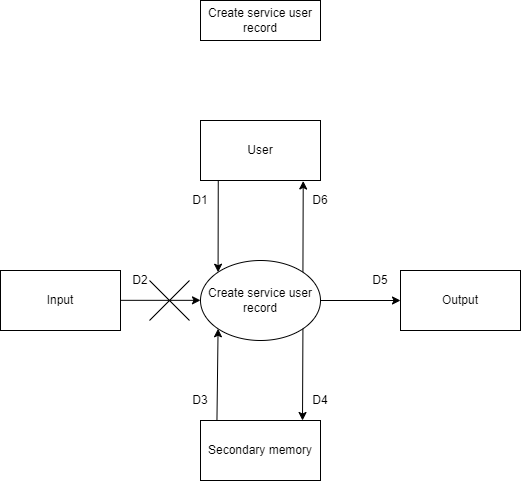 Create service user
record
User
D1
D6
D2
D5
Input
Create service user
record
Output
D3
D4
Secondary memory